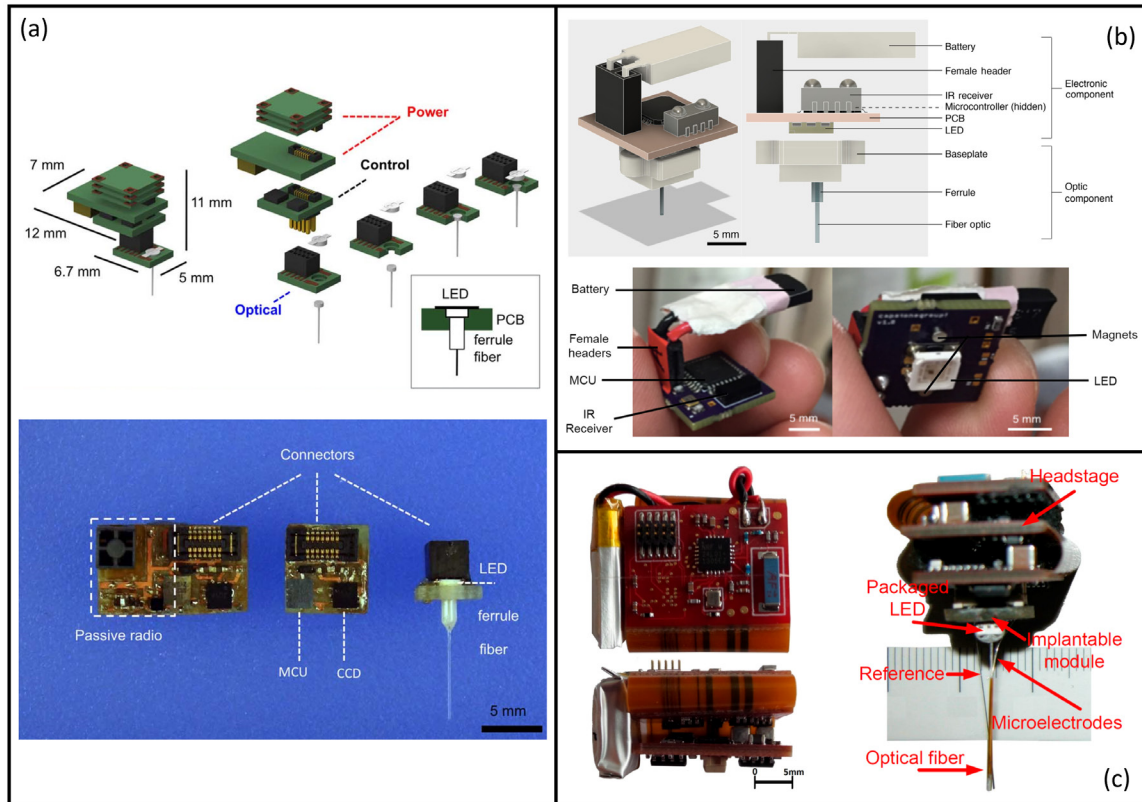 (a)
Power
7 mm
Control
11 mm
12 mm
6.7 mm
5 mm
Optical
LED
PCB
ferrule
fiber
Connectors
LED
ferrule
fiber
Passive radio
MCU
CCD
5 mm
(b)
Battery
Female header
Electronic
component
IR receiver
Microcontroller (hidden)
PCB
LED
Baseplate
Optic
component
Ferrule
Fiber optic
5 mm
Battery
Female
headers
MCU
IR
Receiver
5 mm
Magnets
LED
5 mm
Headstage
Packaged
LED
Implantable
module
Reference
Microelectrodes
Optical fiber
0 5mm
(c)